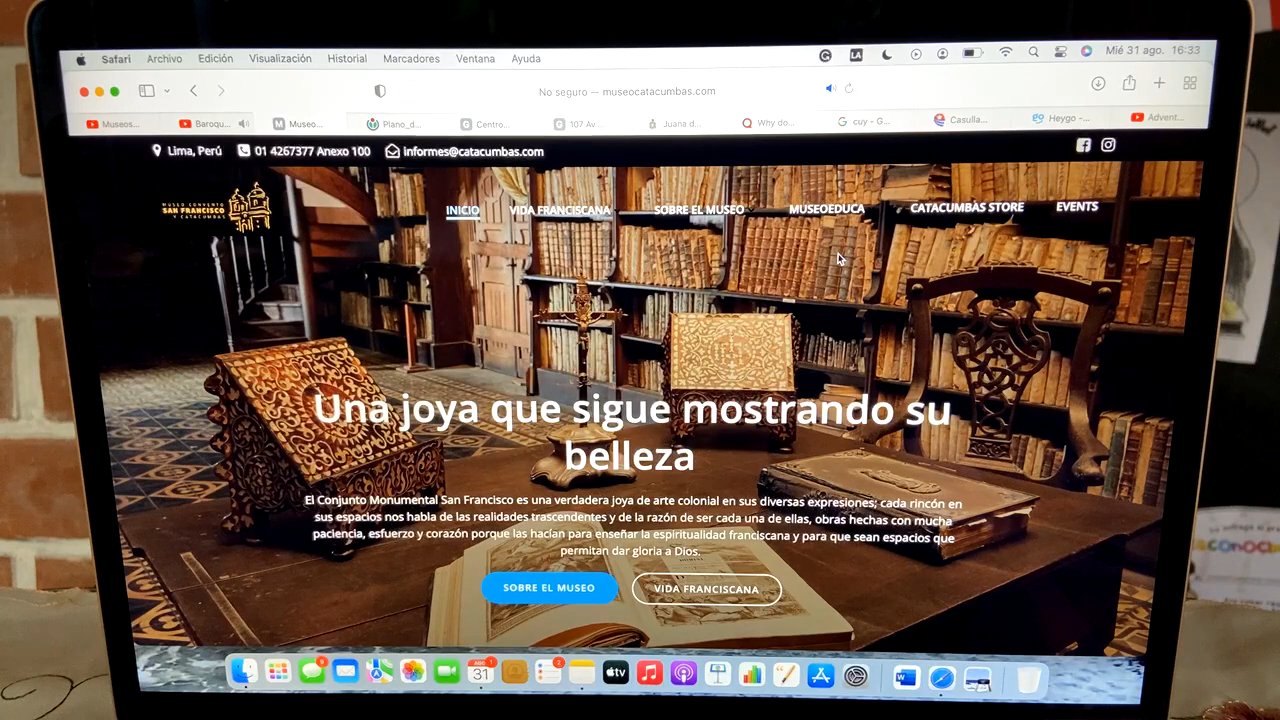 Safari Archivo Edición Visualización Historial Marcadores Ventana Ayuda LA Mié 31 ago. 16:33
No seguro — museocatacumbas.com
Museos... Baroqu... M Museo... Plano_d... G Centro... G 107 Av... Juana d... Why do... G cuy - G... Casulla... go Heygo -... Advent...
Lima, Perú 01 4267377 Anexo 100 informes@catacumbas.com
MUSEO CONVENTO
SAN FRANCISCO
Y CATACUMBAS
INICIO VIDA FRANCISCANA SOBRE EL MUSEO MUSEOEDUCA CATACUMBAS STORE EVENTS
Una joya que sigue mostrando su
belleza
El Conjunto Monumental San Francisco es una verdadera joya de arte colonial en sus diversas expresiones; cada rincón en
sus espacios nos habla de las realidades trascendentes y de la razón de ser cada una de ellas, obras hechas con mucha
paciencia, esfuerzo y corazón porque las hacían para enseñar la espiritualidad franciscana y para que sean espacios que
permitan dar gloria a Dios.
SOBRE EL MUSEO VIDA FRANCISCANA
AGO 31 tv W